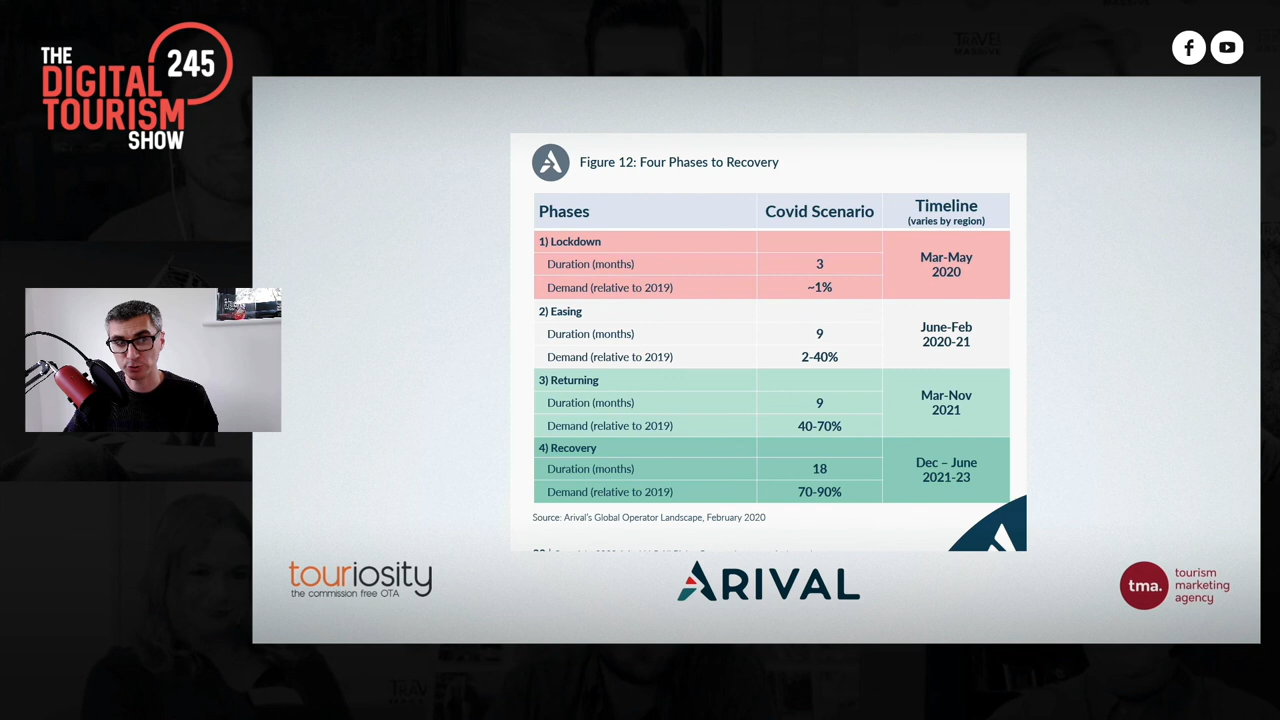 THE
DIGITAL
TOURISM
SHOW
245
Figure 12: Four Phases to Recovery
Phases Covid Scenario Timeline
(varies by region)
1) Lockdown
Duration (months) 3 Mar-May
2020
Demand (relative to 2019) ~1%
2) Easing
Duration (months) 9 June-Feb
2020-21
Demand (relative to 2019) 2-40%
3) Returning
Duration (months) 9 Mar-Nov
2021
Demand (relative to 2019) 40-70%
4) Recovery
Duration (months) 18 Dec – June
2021-23
Demand (relative to 2019) 70-90%
Source: Arival's Global Operator Landscape, February 2020
touriosity
the commission free OTA
ARIVAL
tma.
tourism
marketing
agency